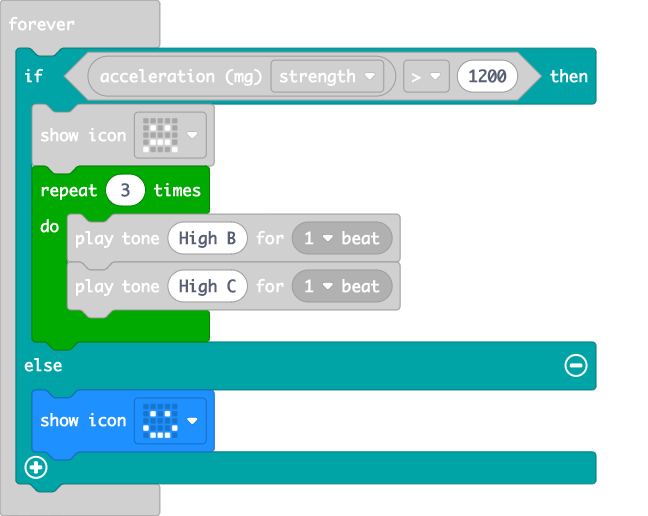 forever
if acceleration (mg) strength > 1200 then
show icon
repeat 3 times
do
play tone High B for 1 beat
play tone High C for 1 beat
else
show icon